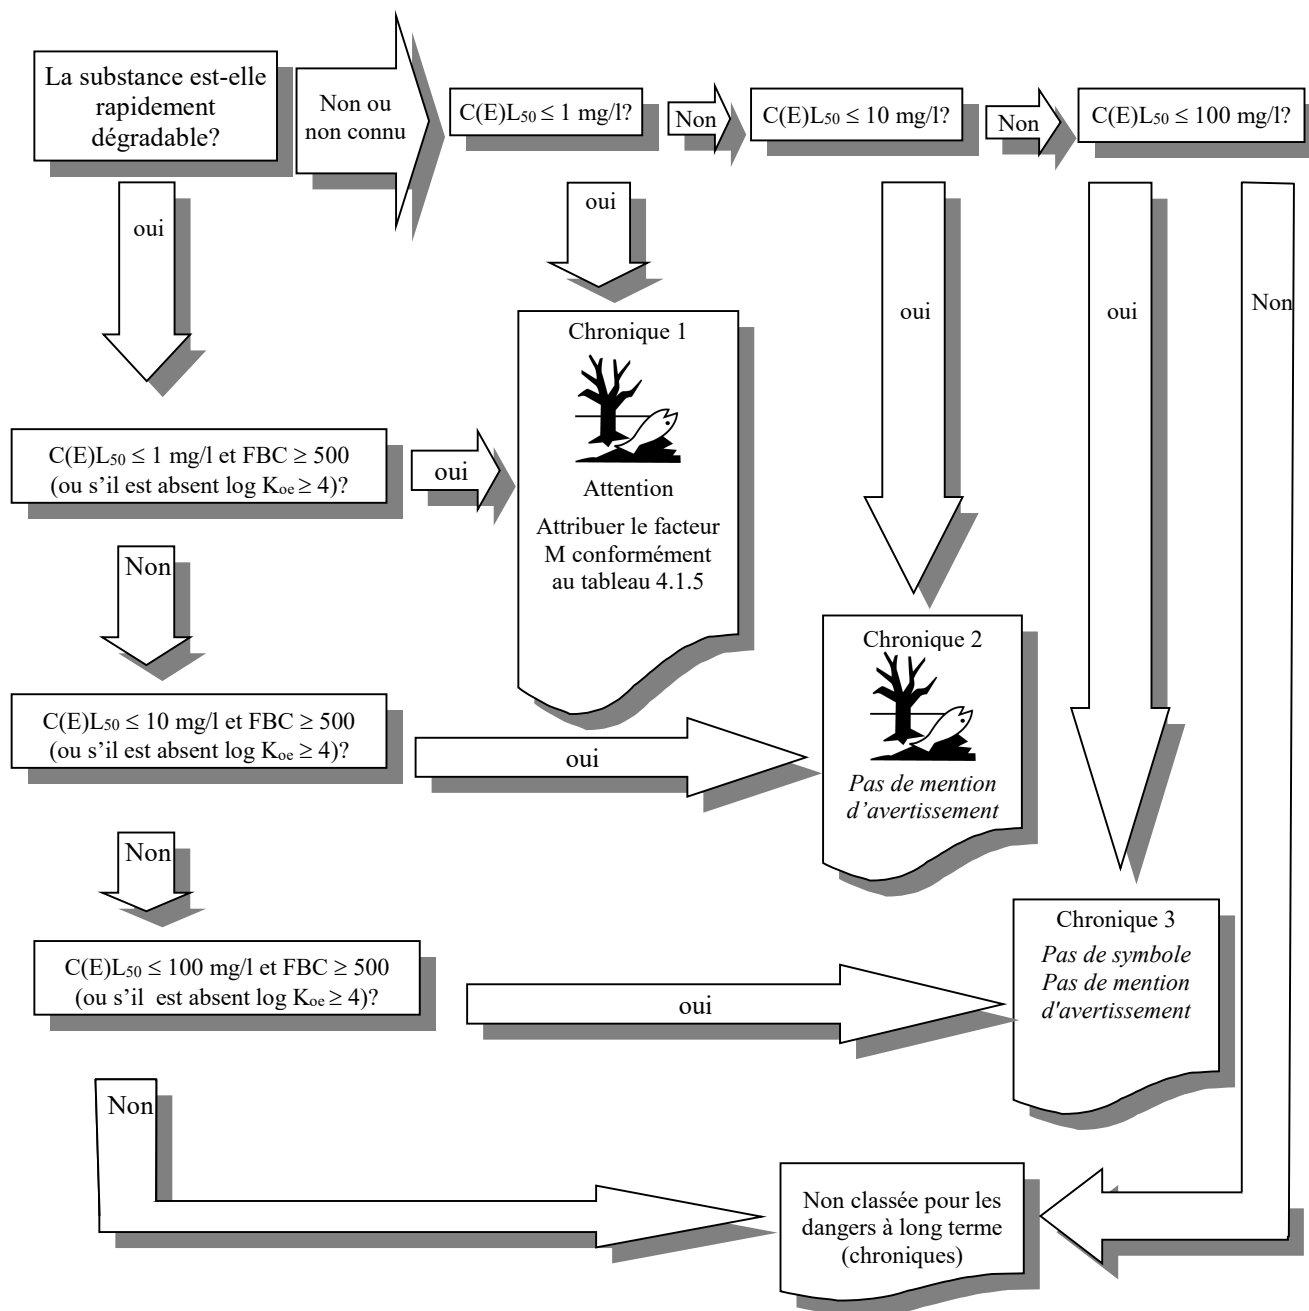 La substance est-elle
rapidement
dégradable?
Non ou
non connu
C(E)L₅₀ ≤ 1 mg/l?
Non
C(E)L₅₀ ≤ 10 mg/l?
Non
C(E)L₅₀ ≤ 100 mg/l?
oui
oui
oui
oui
Non
Chronique 1
Attention
Attribuer le facteur
M conformément
au tableau 4.1.5
C(E)L₅₀ ≤ 1 mg/l et FBC ≥ 500
(ou s’il est absent log Kₒₑ ≥ 4)?
oui
Non
Chronique 2
Pas de mention
d’avertissement
C(E)L₅₀ ≤ 10 mg/l et FBC ≥ 500
(ou s’il est absent log Kₒₑ ≥ 4)?
oui
Non
Chronique 3
Pas de symbole
Pas de mention
d'avertissement
C(E)L₅₀ ≤ 100 mg/l et FBC ≥ 500
(ou s’il  est absent log Kₒₑ ≥ 4)?
oui
Non
Non classée pour les
dangers à long terme
(chroniques)